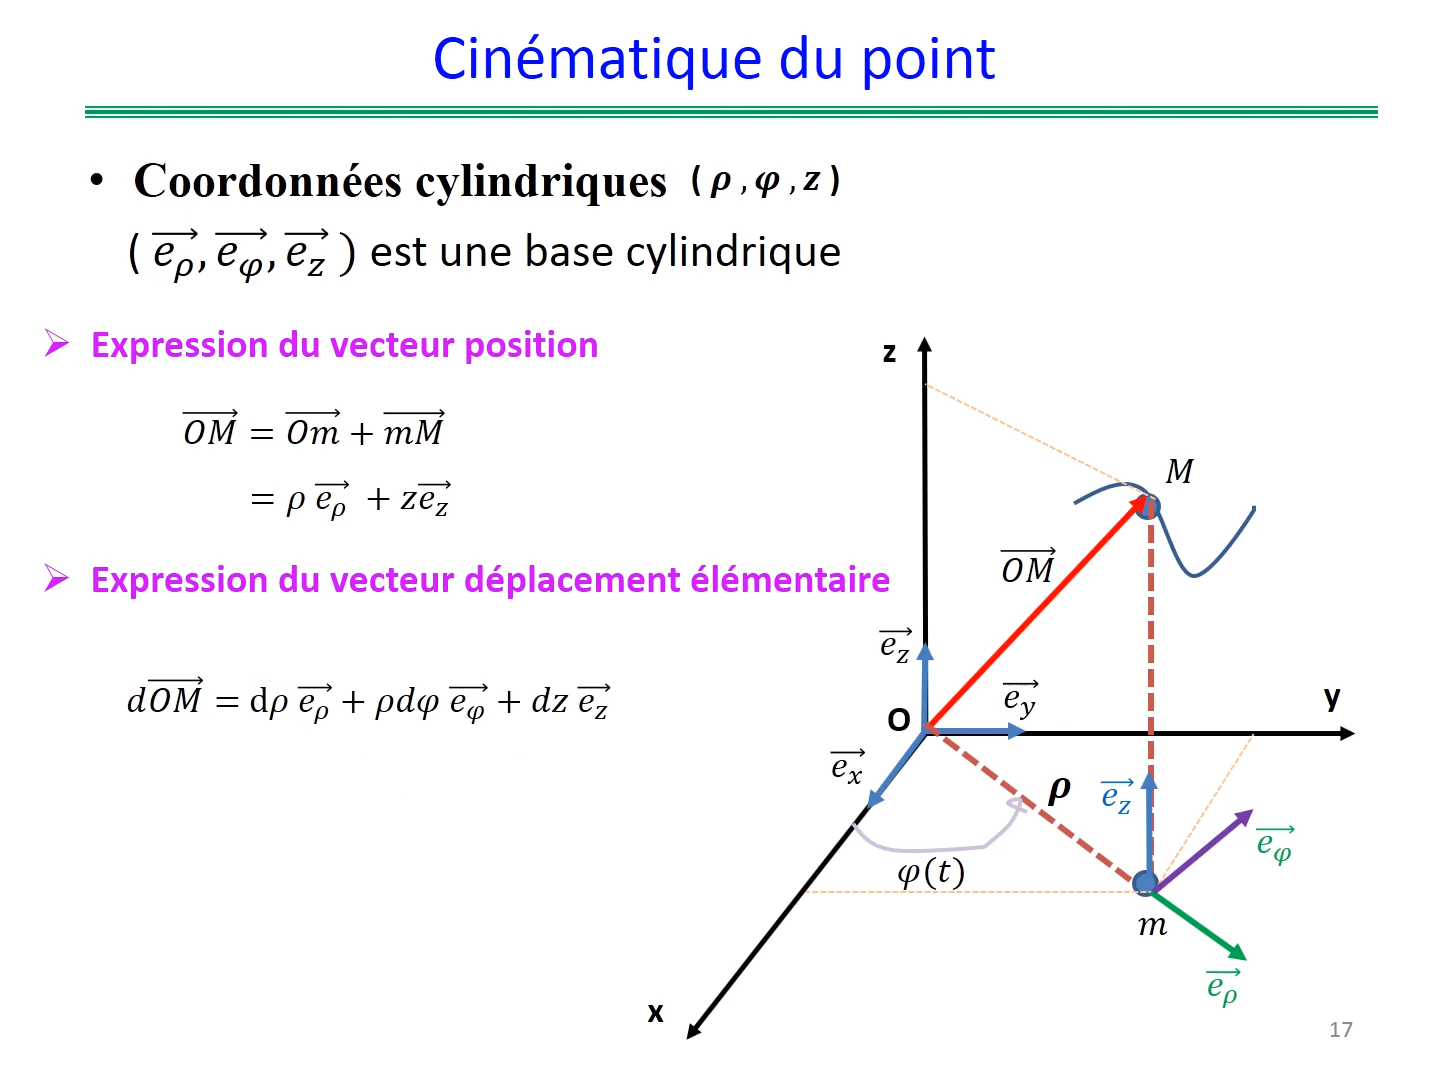 Cinématique du point
• Coordonnées cylindriques ( ρ , φ , z )
( e⃗ρ, e⃗φ, e⃗z ) est une base cylindrique
➢ Expression du vecteur position
OM⃗ = Om⃗ + mM⃗
= ρ e⃗ρ + z e⃗z
➢ Expression du vecteur déplacement élémentaire
dOM⃗ = dρ e⃗ρ + ρdφ e⃗φ + dz e⃗z
z
M
OM⃗
e⃗z
e⃗y
y
O
e⃗x
ρ
e⃗z
e⃗φ
φ(t)
m
e⃗ρ
x
17